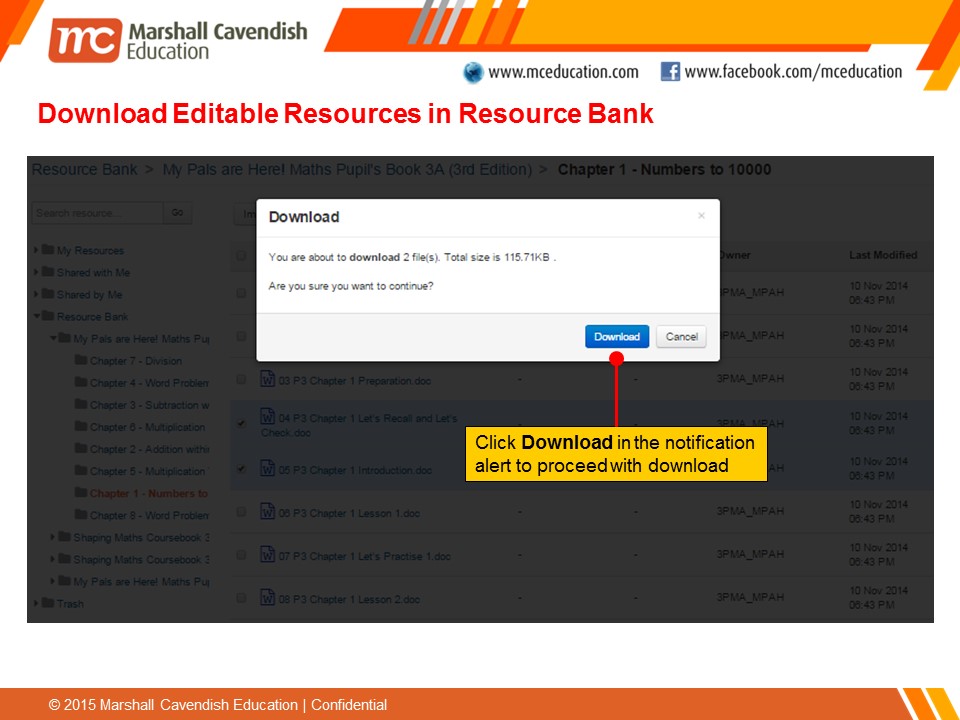 Marshall Cavendish
Education
www.mceducation.com
www.facebook.com/mceducation
Download Editable Resources in Resource Bank
Resource Bank > My Pals are Here! Maths Pupil's Book 3A (3rd Edition) > Chapter 1 - Numbers to 10000
Search resource...
Go
Download
×
You are about to download 2 file(s). Total size is 115.71KB .
Are you sure you want to continue?
Download
Cancel
Click Download in the notification
alert to proceed with download
My Resources
Shared with Me
Shared by Me
Resource Bank
My Pals are Here! Maths Pu
Chapter 7 - Division
Chapter 4 - Word Problem
Chapter 3 - Subtraction w
Chapter 6 - Multiplication
Chapter 2 - Addition withi
Chapter 5 - Multiplication
Chapter 1 - Numbers to
Chapter 8 - Word Problem
Shaping Maths Coursebook 3
Shaping Maths Coursebook 3
My Pals are Here! Maths Pu
Trash
Owner
Last Modified
3PMA_MPAH
10 Nov 2014
06:43 PM
3PMA_MPAH
10 Nov 2014
06:43 PM
03 P3 Chapter 1 Preparation.doc
-
-
3PMA_MPAH
10 Nov 2014
06:43 PM
04 P3 Chapter 1 Let's Recall and Let's
Check.doc
-
-
3PMA_MPAH
10 Nov 2014
06:43 PM
05 P3 Chapter 1 Introduction.doc
10 Nov 2014
06:43 PM
06 P3 Chapter 1 Lesson 1.doc
-
-
3PMA_MPAH
10 Nov 2014
06:43 PM
07 P3 Chapter 1 Let's Practise 1.doc
-
-
3PMA_MPAH
10 Nov 2014
06:43 PM
08 P3 Chapter 1 Lesson 2.doc
-
-
3PMA_MPAH
10 Nov 2014
06:43 PM
© 2015 Marshall Cavendish Education | Confidential